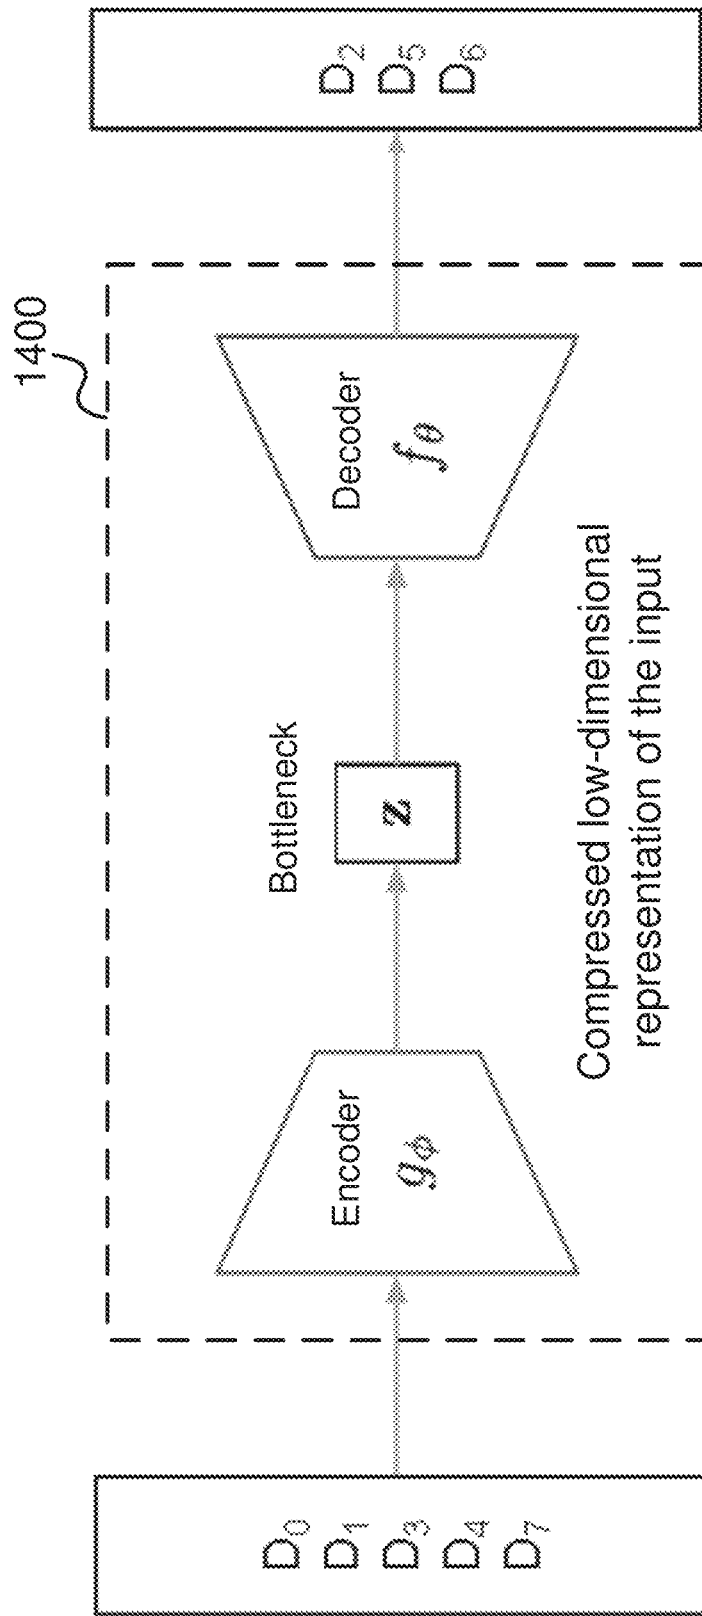 1400
D₀
D₁
D₃
D₄
D₇
Encoder
gϕ
Bottleneck
z
Decoder
fθ
D₂
D₅
D₆
Compressed low-dimensional
representation of the input